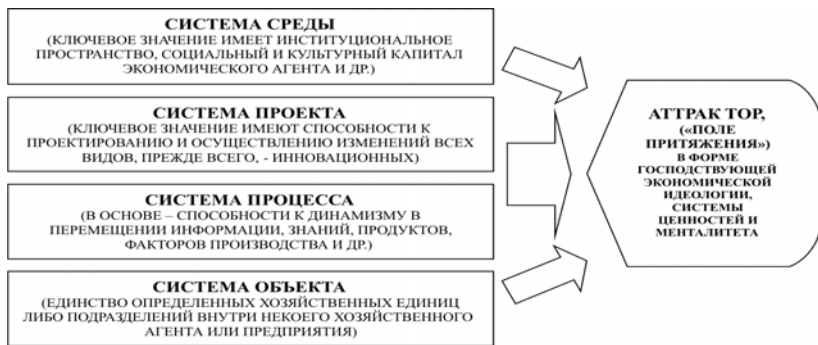 СИСТЕМА СРЕДЫ
(КЛЮЧЕВОЕ ЗНАЧЕНИЕ ИМЕЕТ ИНСТИТУЦИОНАЛЬНОЕ
ПРОСТРАНСТВО, СОЦИАЛЬНЫЙ И КУЛЬТУРНЫЙ КАПИТАЛ
ЭКОНОМИЧЕСКОГО АГЕНТА И ДР.)
СИСТЕМА ПРОЕКТА
(КЛЮЧЕВОЕ ЗНАЧЕНИЕ ИМЕЮТ СПОСОБНОСТИ К
ПРОЕКТИРОВАНИЮ И ОСУЩЕСТВЛЕНИЮ ИЗМЕНЕНИЙ ВСЕХ
ВИДОВ, ПРЕЖДЕ ВСЕГО, - ИННОВАЦИОННЫХ)
СИСТЕМА ПРОЦЕССА
(В ОСНОВЕ – СПОСОБНОСТИ К ДИНАМИЗМУ В
ПЕРЕМЕЩЕНИИ ИНФОРМАЦИИ, ЗНАНИЙ, ПРОДУКТОВ,
ФАКТОРОВ ПРОИЗВОДСТВА И ДР.)
СИСТЕМА ОБЪЕКТА
(ЕДИНСТВО ОПРЕДЕЛЕННЫХ ХОЗЯЙСТВЕННЫХ ЕДИНИЦ
ЛИБО ПОДРАЗДЕЛЕНИЙ ВНУТРИ НЕКОЕГО ХОЗЯЙСТВЕННОГО
АГЕНТА ИЛИ ПРЕДПРИЯТИЯ)
АТТРАК ТОР,
(«ПОЛЕ
ПРИТЯЖЕНИЯ»)
В ФОРМЕ
ГОСПОДСТВУЮЩЕЙ
ЭКОНОМИЧЕСКОЙ
ИДЕОЛОГИИ,
СИСТЕМЫ
ЦЕННОСТЕЙ И
МЕНТАЛИТЕТА